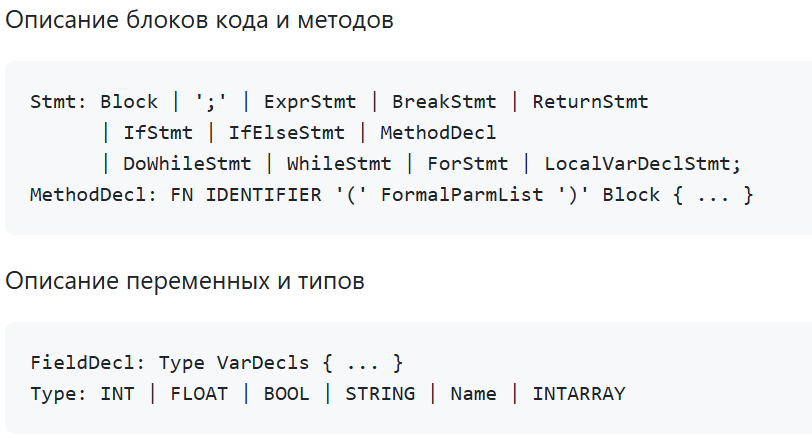 Описание блоков кода и методов
Stmt: Block | ';' | ExprStmt | BreakStmt | ReturnStmt
| IfStmt | IfElseStmt | MethodDecl
| DoWhileStmt | WhileStmt | ForStmt | LocalVarDeclStmt;
MethodDecl: FN IDENTIFIER '(' FormalParmList ')' Block { ... }
Описание переменных и типов
FieldDecl: Type VarDecls { ... }
Type: INT | FLOAT | BOOL | STRING | Name | INTARRAY